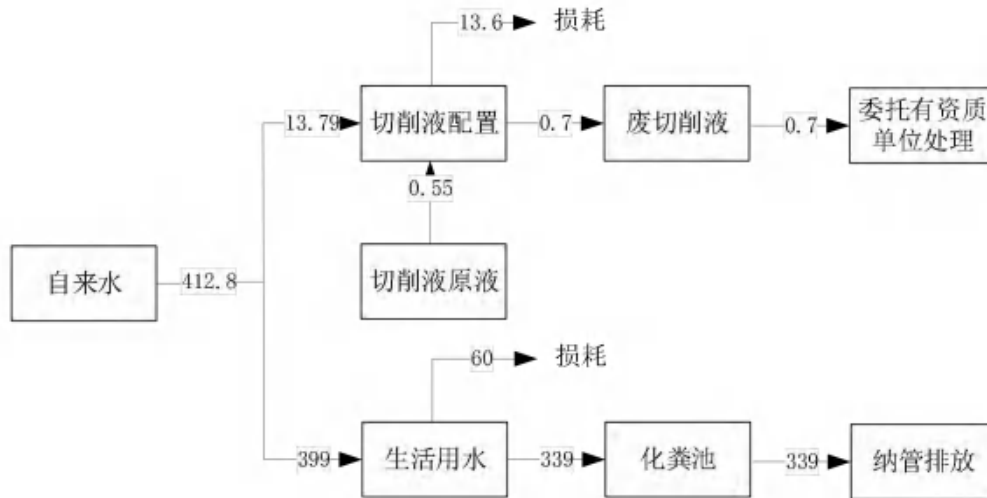 13.6
损耗
13.79
切削液配置
0.7
废切削液
0.7
委托有资质
单位处理
0.55
自来水
412.8
切削液原液
60
损耗
399
生活用水
339
化粪池
339
纳管排放